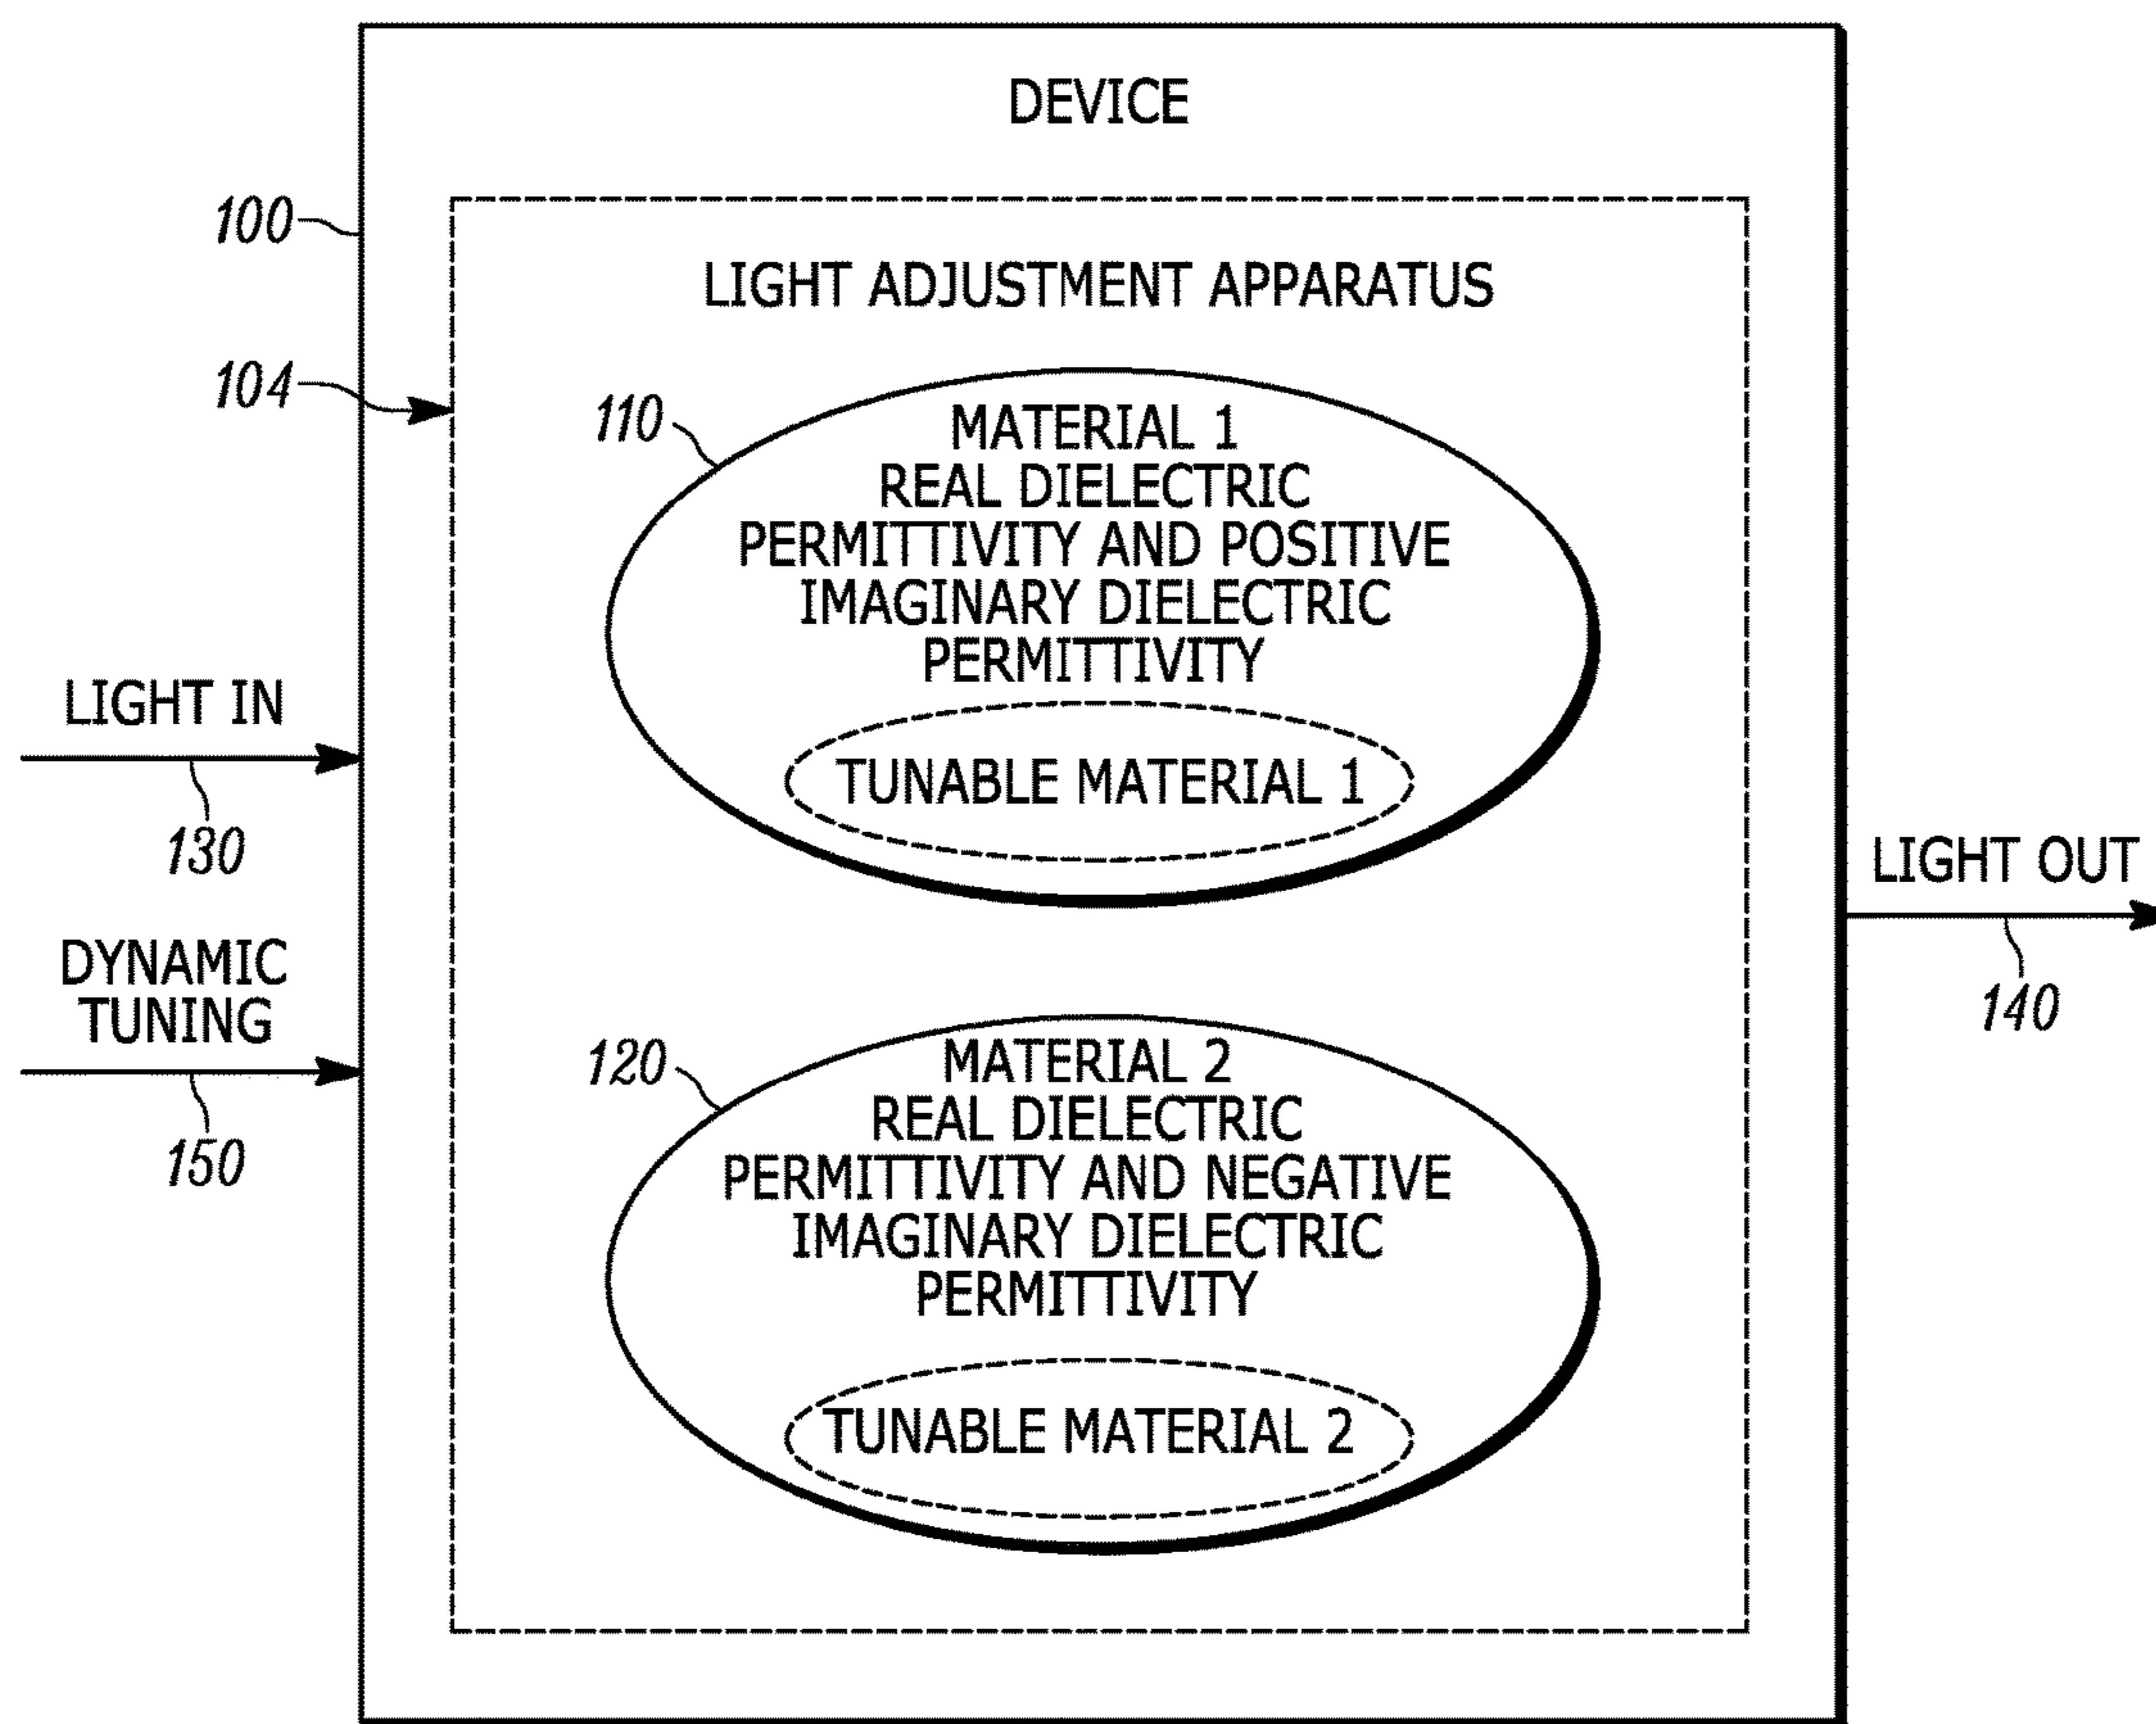 DEVICE
100
LIGHT ADJUSTMENT APPARATUS
104
110
MATERIAL 1
REAL DIELECTRIC
PERMITTIVITY AND POSITIVE
IMAGINARY DIELECTRIC
PERMITTIVITY
TUNABLE MATERIAL 1
LIGHT IN
130
LIGHT OUT
140
DYNAMIC
TUNING
150
120
MATERIAL 2
REAL DIELECTRIC
PERMITTIVITY AND NEGATIVE
IMAGINARY DIELECTRIC
PERMITTIVITY
TUNABLE MATERIAL 2